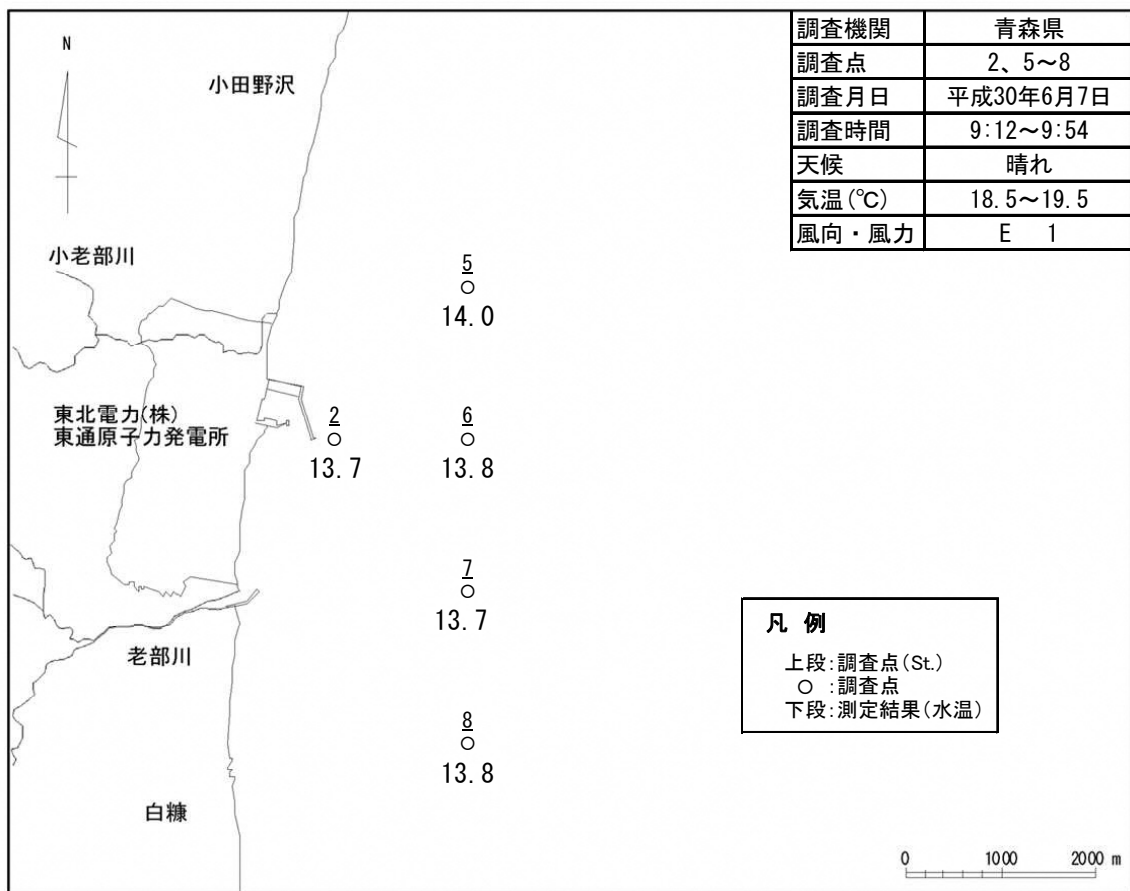 調査機関 青森県
調査点 2、5～8
調査月日 平成30年6月7日
調査時間 9:12～9:54
天候 晴れ
気温(℃) 18.5～19.5
風向・風力 E 1
N
小田野沢
小老部川
5
14.0
東北電力(株)
東通原子力発電所
2
13.7
6
13.8
7
13.7
老部川
8
13.8
白糠
凡 例
上段:調査点(St.)
○ :調査点
下段:測定結果(水温)
0 1000 2000 m